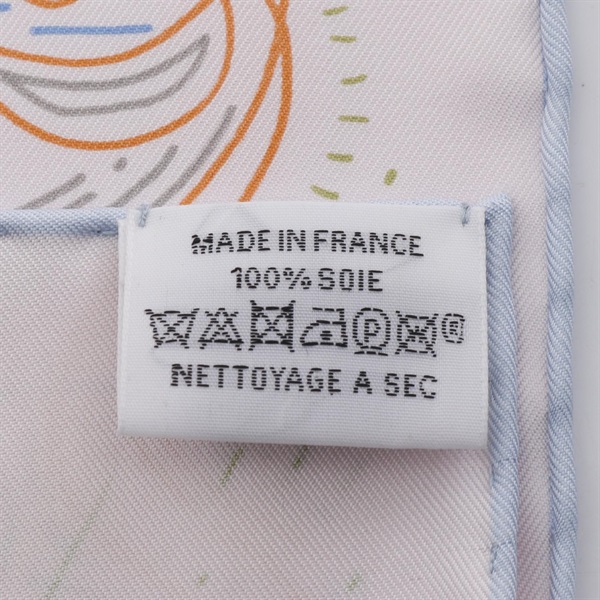 MADE IN FRANCE
100% SOIE
P ®
NETTOYAGE A SEC